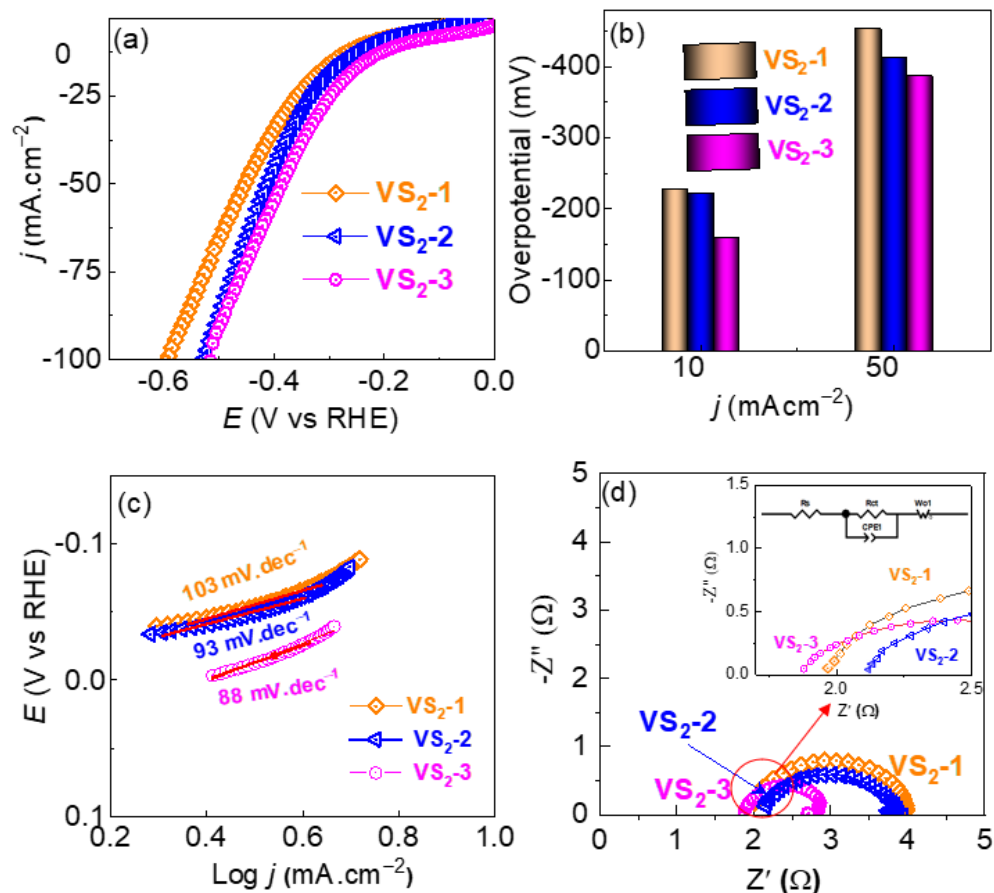 (a)
0
-25
-50
-75
-100
j (mA.cm⁻²)
VS₂-1
VS₂-2
VS₂-3
-0.6
-0.4
-0.2
0.0
E (V vs RHE)
(b)
-400
-300
-200
-100
0
Overpotential (mV)
VS₂-1
VS₂-2
VS₂-3
10
50
j (mAcm⁻²)
(c)
-0.1
0.0
0.1
E (V vs RHE)
103 mV.dec⁻¹
93 mV.dec⁻¹
88 mV.dec⁻¹
VS₂-1
VS₂-2
VS₂-3
0.2
0.4
0.6
0.8
1.0
Log j (mA.cm⁻²)
(d)
5
4
3
2
1
0
-Z″ (Ω)
1.5
1.0
0.5
0.0
-Z″ (Ω)
Rs
Rct
Wo1
CPE1
VS₂-1
VS₂-3
VS₂-2
2.0
2.5
Z′ (Ω)
VS₂-2
VS₂-3
VS₂-1
0
1
2
3
4
5
Z′ (Ω)